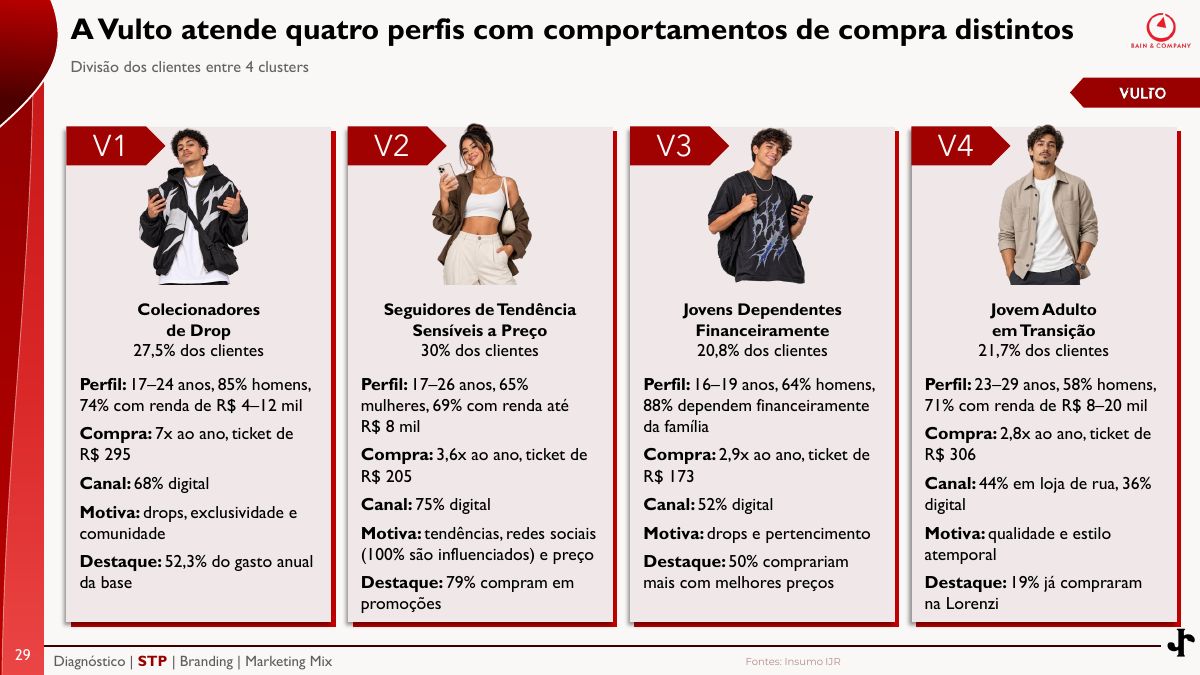 A Vulto atende quatro perfis com comportamentos de compra distintos
BAIN & COMPANY
Divisão dos clientes entre 4 clusters
VULTO
V1
Colecionadores
de Drop
27,5% dos clientes
Perfil: 17–24 anos, 85% homens,
74% com renda de R$ 4–12 mil
Compra: 7x ao ano, ticket de
R$ 295
Canal: 68% digital
Motiva: drops, exclusividade e
comunidade
Destaque: 52,3% do gasto anual
da base
V2
Seguidores de Tendência
Sensíveis a Preço
30% dos clientes
Perfil: 17–26 anos, 65%
mulheres, 69% com renda até
R$ 8 mil
Compra: 3,6x ao ano, ticket de
R$ 205
Canal: 75% digital
Motiva: tendências, redes sociais
(100% são influenciados) e preço
Destaque: 79% compram em
promoções
V3
Jovens Dependentes
Financeiramente
20,8% dos clientes
Perfil: 16–19 anos, 64% homens,
88% dependem financeiramente
da família
Compra: 2,9x ao ano, ticket de
R$ 173
Canal: 52% digital
Motiva: drops e pertencimento
Destaque: 50% comprariam
mais com melhores preços
V4
Jovem Adulto
em Transição
21,7% dos clientes
Perfil: 23–29 anos, 58% homens,
71% com renda de R$ 8–20 mil
Compra: 2,8x ao ano, ticket de
R$ 306
Canal: 44% em loja de rua, 36%
digital
Motiva: qualidade e estilo
atemporal
Destaque: 19% já compraram
na Lorenzi
29
Diagnóstico | STP | Branding | Marketing Mix
Fontes: Insumo IJR